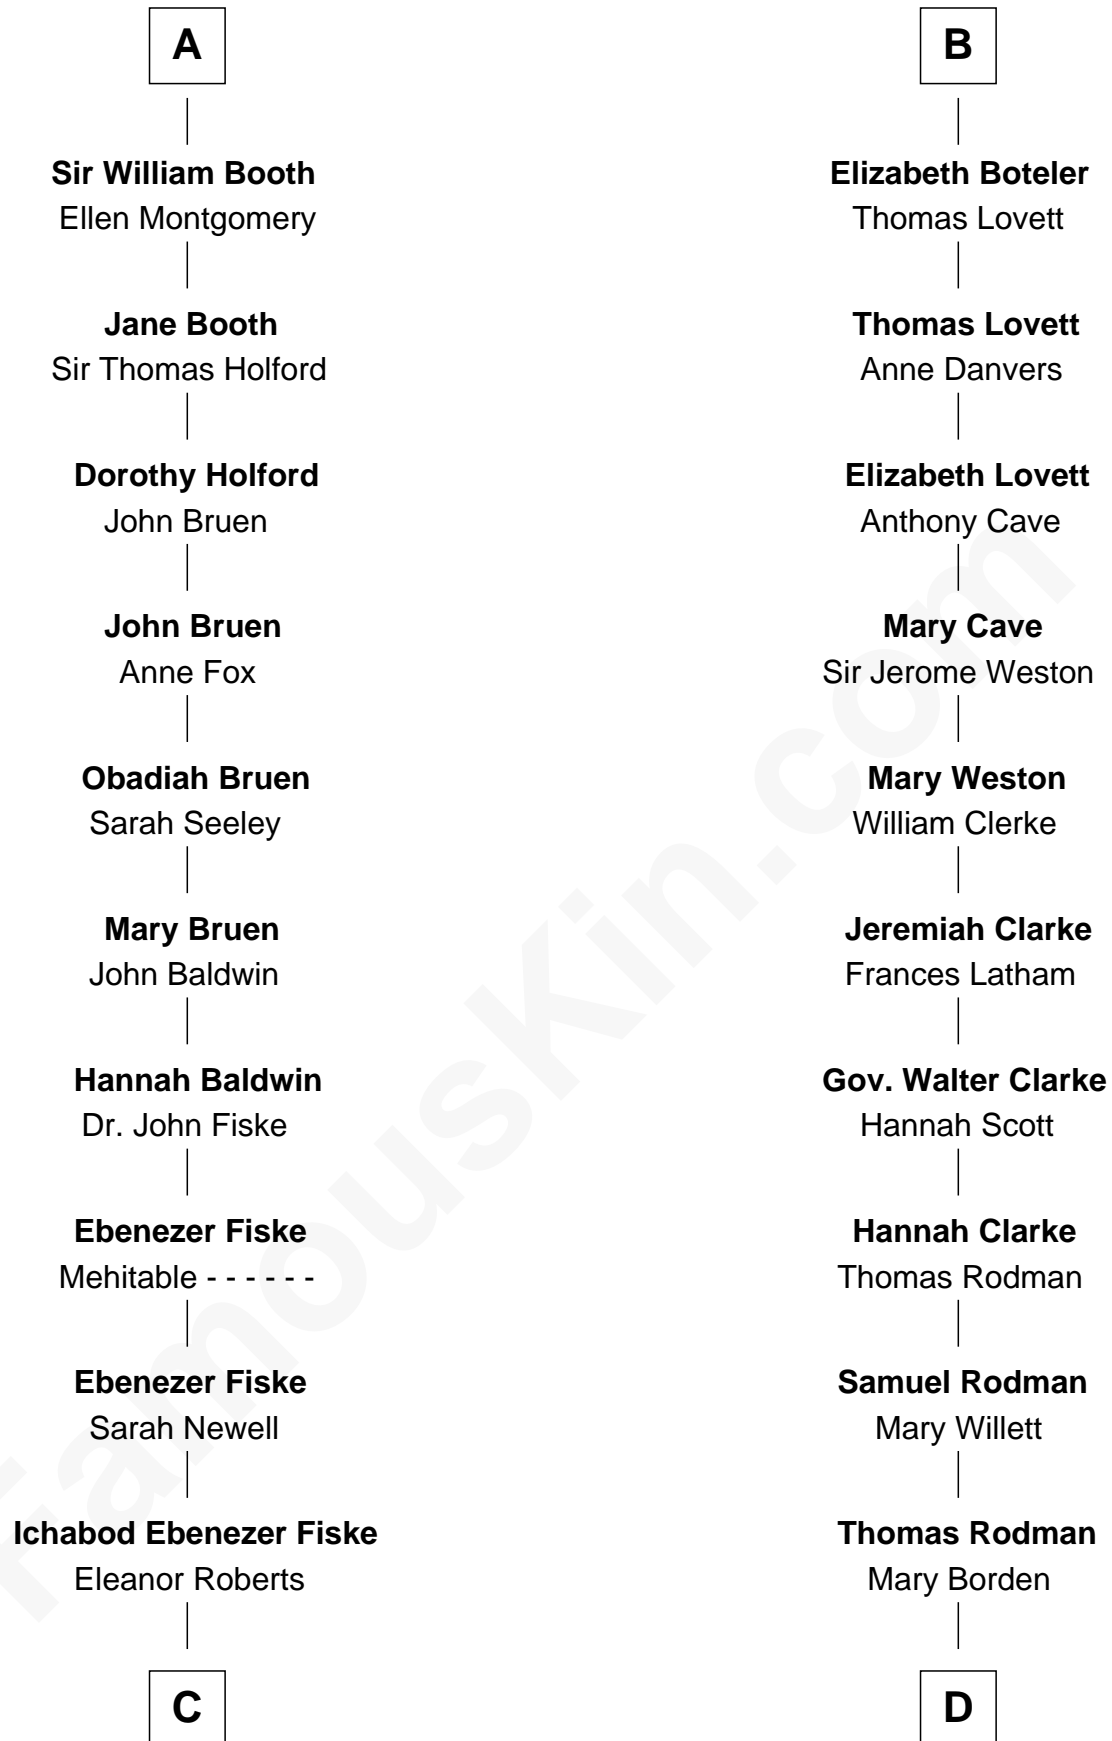 A
Sir William Booth
Ellen Montgomery
Jane Booth
Sir Thomas Holford
Dorothy Holford
John Bruen
John Bruen
Anne Fox
Obadiah Bruen
Sarah Seeley
Mary Bruen
John Baldwin
Hannah Baldwin
Dr. John Fiske
Ebenezer Fiske
Mehitable - - - - - -
Ebenezer Fiske
Sarah Newell
Ichabod Ebenezer Fiske
Eleanor Roberts
C
B
Elizabeth Boteler
Thomas Lovett
Thomas Lovett
Anne Danvers
Elizabeth Lovett
Anthony Cave
Mary Cave
Sir Jerome Weston
Mary Weston
William Clerke
Jeremiah Clarke
Frances Latham
Gov. Walter Clarke
Hannah Scott
Hannah Clarke
Thomas Rodman
Samuel Rodman
Mary Willett
Thomas Rodman
Mary Borden
D
FamousKin.com